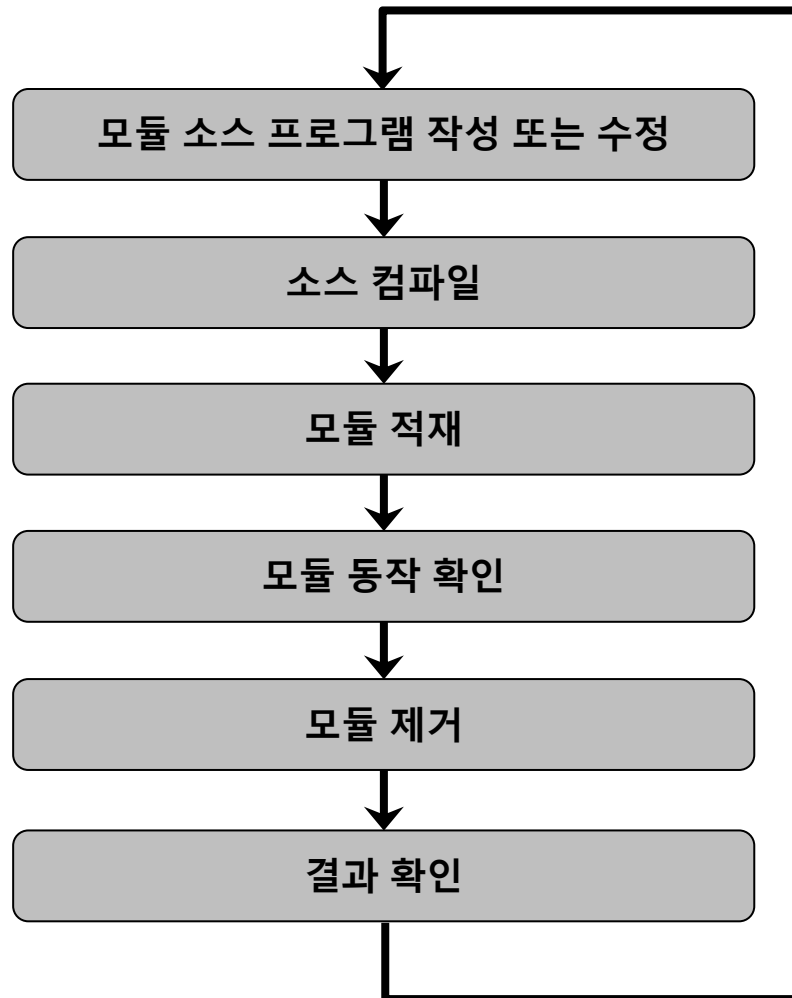 모듈 소스 프로그램 작성 또는 수정
소스 컴파일
모듈 적재
모듈 동작 확인
모듈 제거
결과 확인